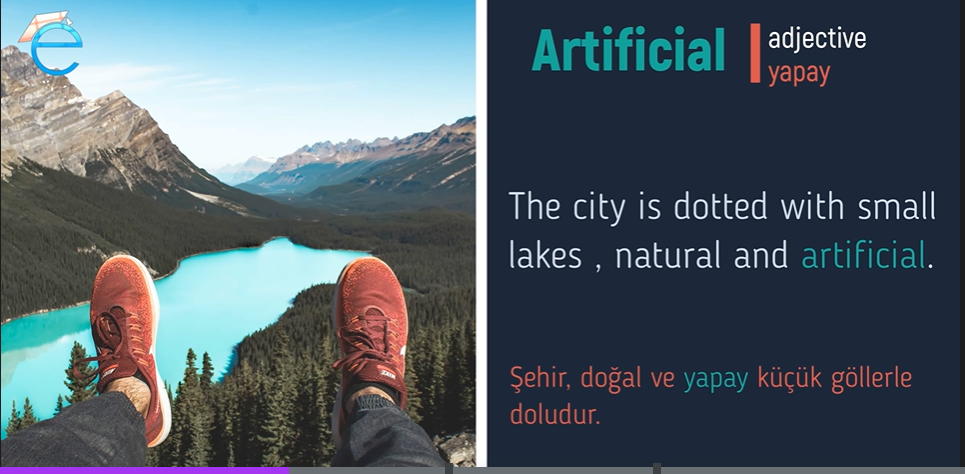 Artificial
adjective
yapay
The city is dotted with small
lakes , natural and artificial.
Şehir, doğal ve yapay küçük göllerle
doludur.